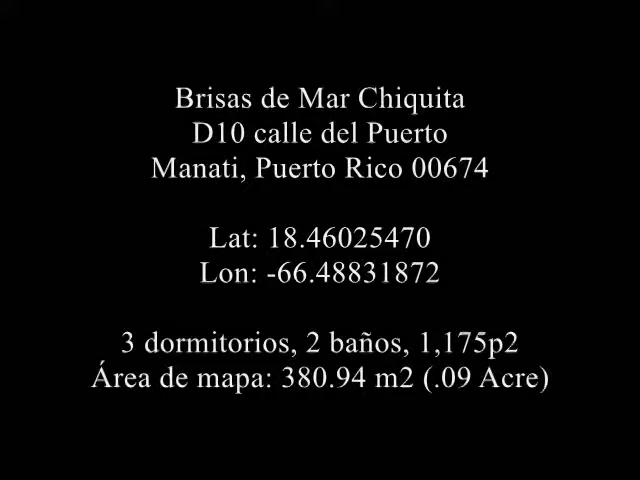 Brisas de Mar Chiquita
D10 calle del Puerto
Manati, Puerto Rico 00674
Lat: 18.46025470
Lon: -66.48831872
3 dormitorios, 2 baños, 1,175p2
Área de mapa: 380.94 m2 (.09 Acre)